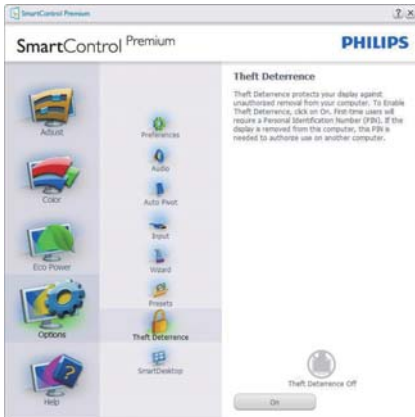 SmartControl Premium
SmartControl Premium
PHILIPS
Adjust
Color
Eco Power
Options
Help
Preferences
Audio
Auto Pivot
Input
Wizard
Presets
Theft Deterrence
SmartDesktop
Theft Deterrence
Theft Deterrence protects your display against
unauthorized removal from your computer. To Enable
Theft Deterrence, click on On. First-time users will
require a Personal Identification Number (PIN). If the
display is removed from this computer, this PIN is
needed to authorize use on another computer.
Theft Deterrence Off
On